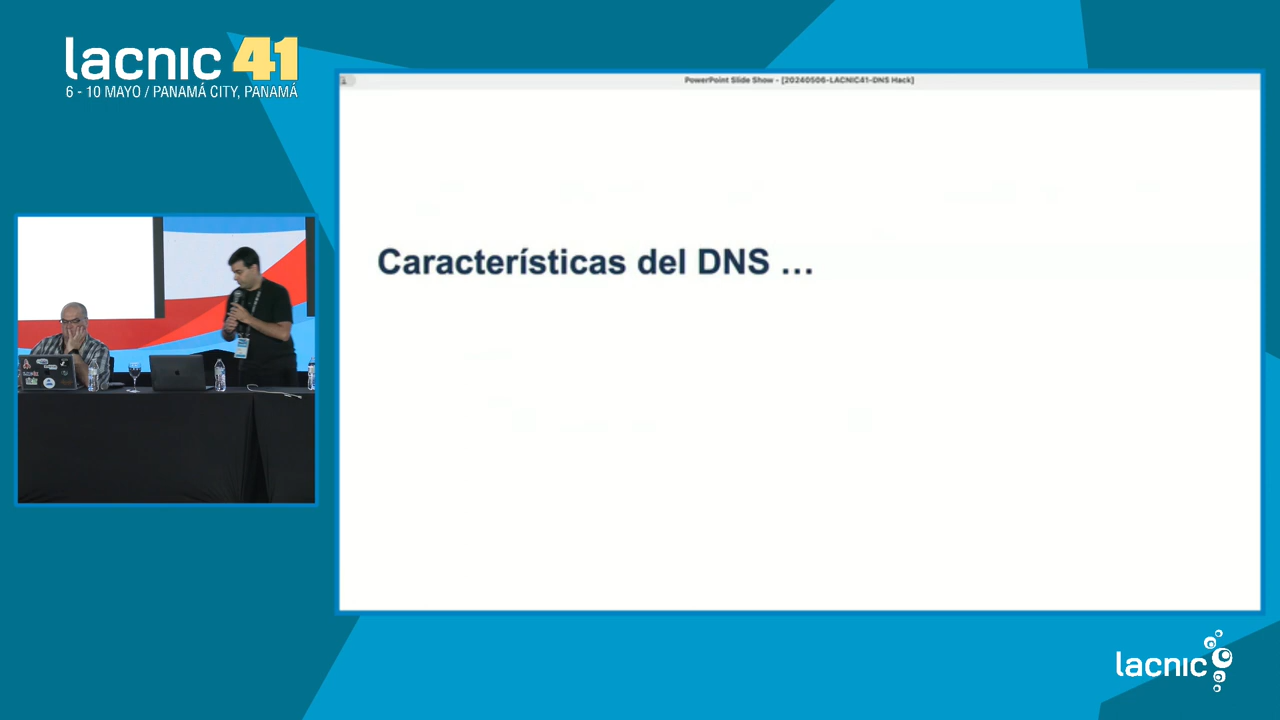 lacnic 41
6 - 10 MAYO / PANAMÁ CITY, PANAMÁ
PowerPoint Slide Show - [20240506-LACNIC41-DNS Hack]
Características del DNS ...
lacnic